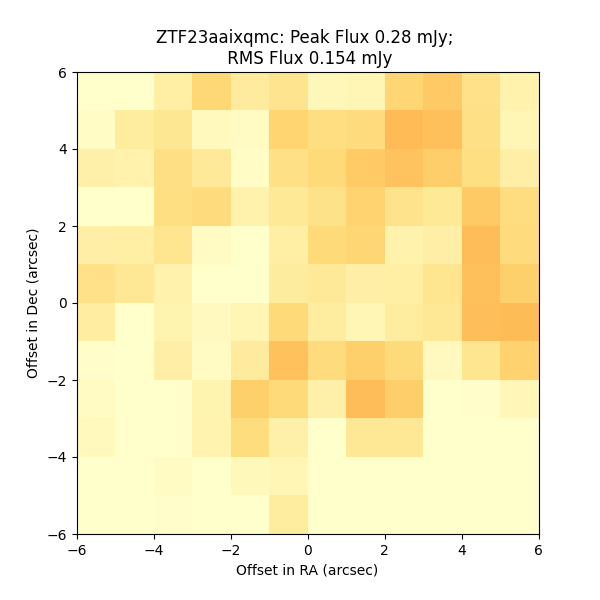 ZTF23aaixqmc: Peak Flux 0.28 mJy;
RMS Flux 0.154 mJy
6
4
2
0
−2
−4
−6
Offset in Dec (arcsec)
−6 −4 −2 0 2 4 6
Offset in RA (arcsec)